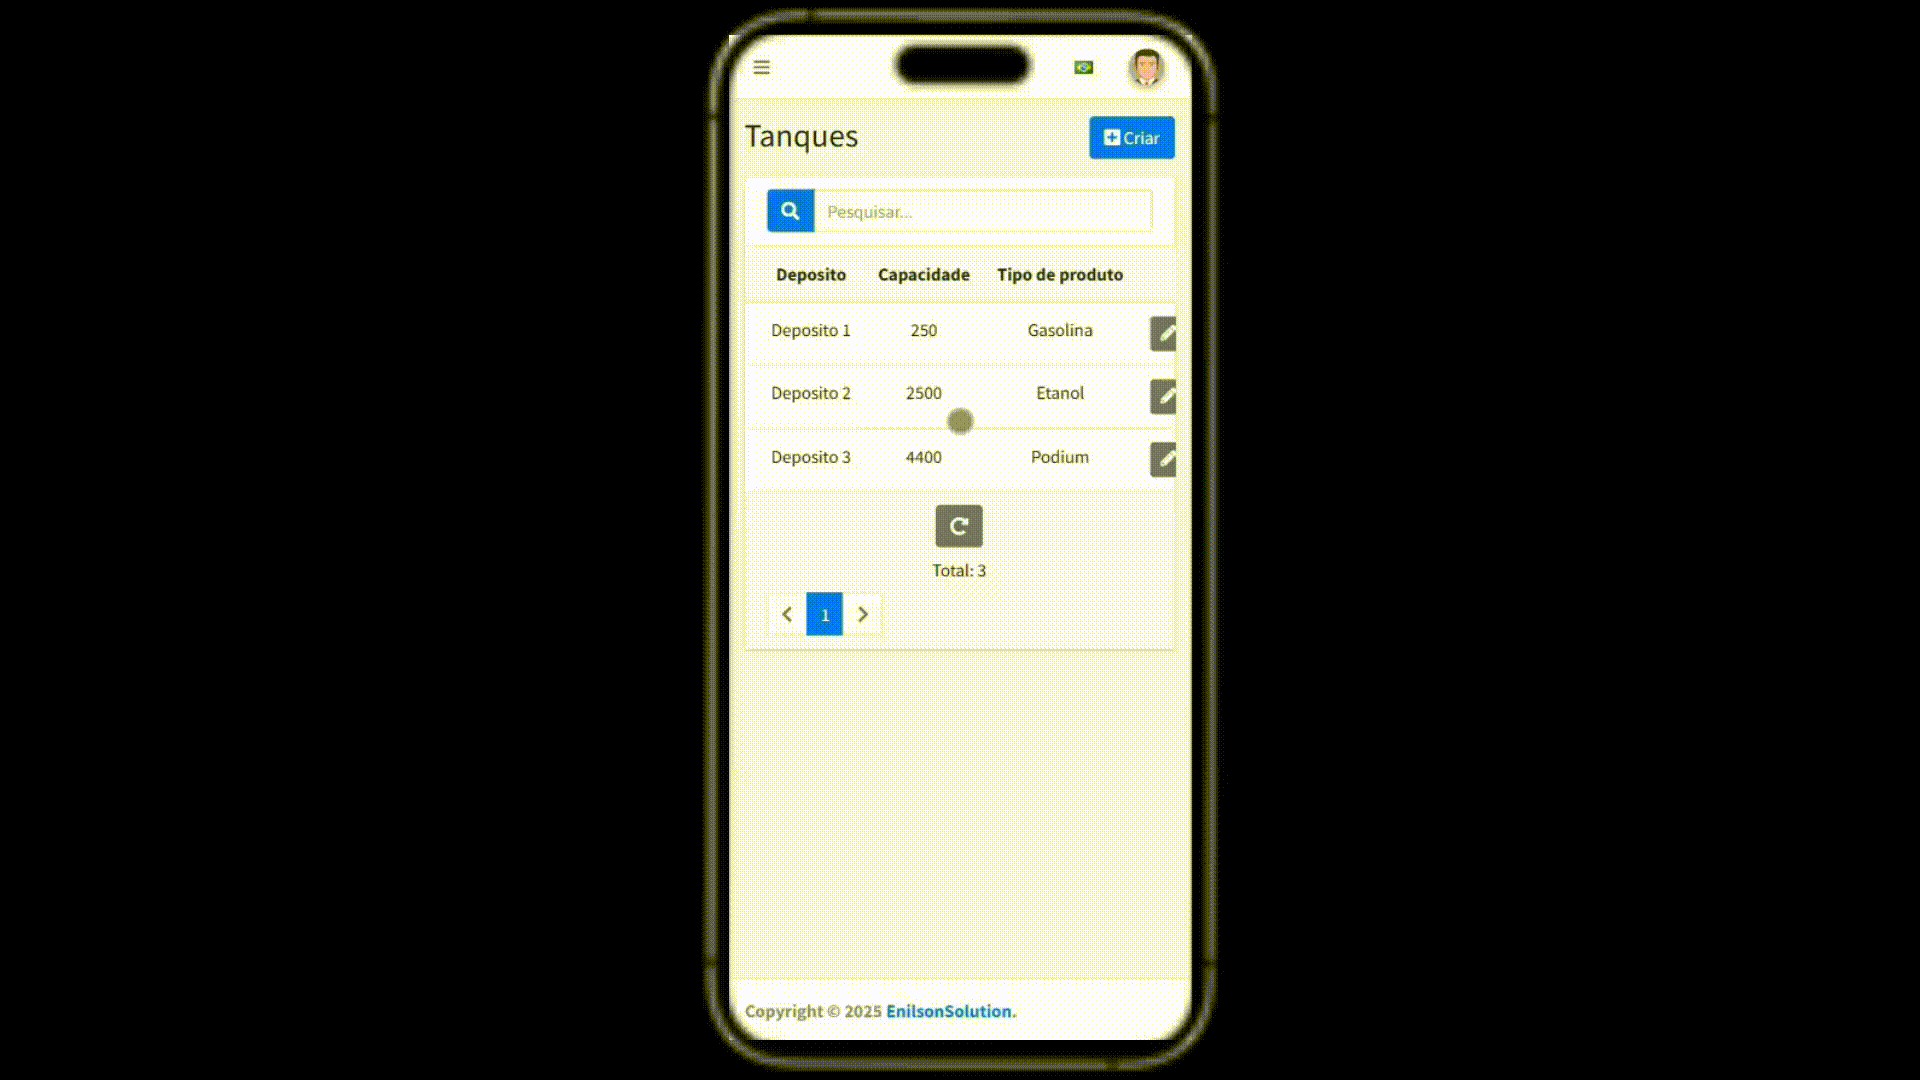 Tanques
Criar
Pesquisar...
Deposito Capacidade Tipo de produto
Deposito 1 250 Gasolina
Deposito 2 2500 Etanol
Deposito 3 4400 Podium
Total: 3
1
Copyright © 2025 EnilsonSolution.